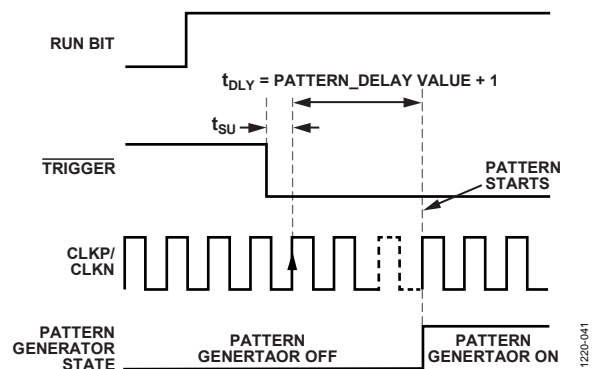 RUN BIT
tDLY = PATTERN_DELAY VALUE + 1
tSU
TRIGGER
PATTERN
STARTS
CLKP/
CLKN
PATTERN
GENERATOR
STATE
PATTERN
GENERTAOR OFF
PATTERN
GENERTAOR ON
1220-041